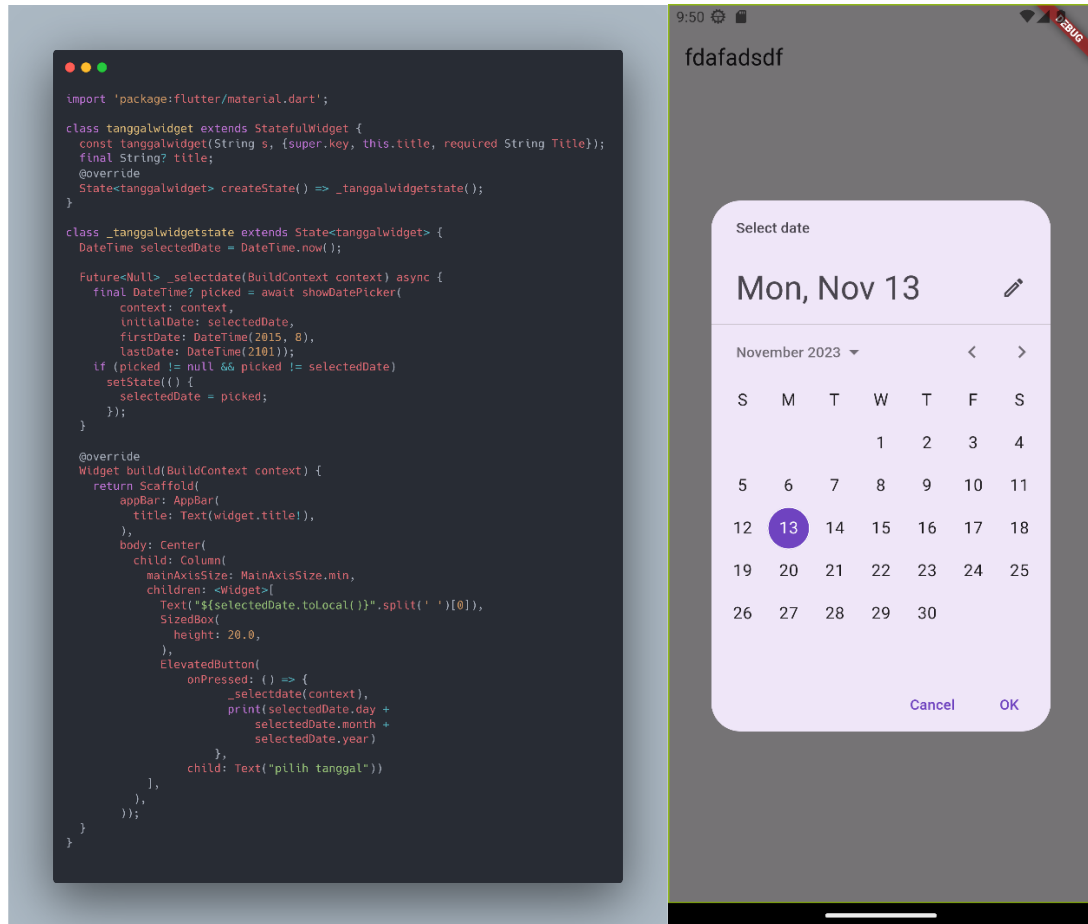 import 'package:flutter/material.dart';
class tanggalwidget extends StatefulWidget {
  const tanggalwidget(String s, {super.key, this.title, required String Title});
  final String? title;
  @override
  State<tanggalwidget> createState() => _tanggalwidgetstate();
}
class _tanggalwidgetstate extends State<tanggalwidget> {
  DateTime selectedDate = DateTime.now();
  Future<Null> _selectdate(BuildContext context) async {
    final DateTime? picked = await showDatePicker(
        context: context,
        initialDate: selectedDate,
        firstDate: DateTime(2015, 8),
        lastDate: DateTime(2101));
    if (picked != null && picked != selectedDate)
      setState(() {
        selectedDate = picked;
      });
  }
  @override
  Widget build(BuildContext context) {
    return Scaffold(
        appBar: AppBar(
          title: Text(widget.title!),
        ),
        body: Center(
          child: Column(
            mainAxisSize: MainAxisSize.min,
            children: <Widget>[
              Text("${selectedDate.toLocal()}".split(' ')[0]),
              SizedBox(
                height: 20.0,
              ),
              ElevatedButton(
                  onPressed: () => {
                        _selectdate(context),
                        print(selectedDate.day +
                            selectedDate.month +
                            selectedDate.year)
                      },
                  child: Text("pilih tanggal"))
            ],
          ),
        ));
  }
}
9:50
DEBUG
fdafadsdf
Select date
Mon, Nov 13
November 2023
S M T W T F S
1 2 3 4
5 6 7 8 9 10 11
12 13 14 15 16 17 18
19 20 21 22 23 24 25
26 27 28 29 30
Cancel OK